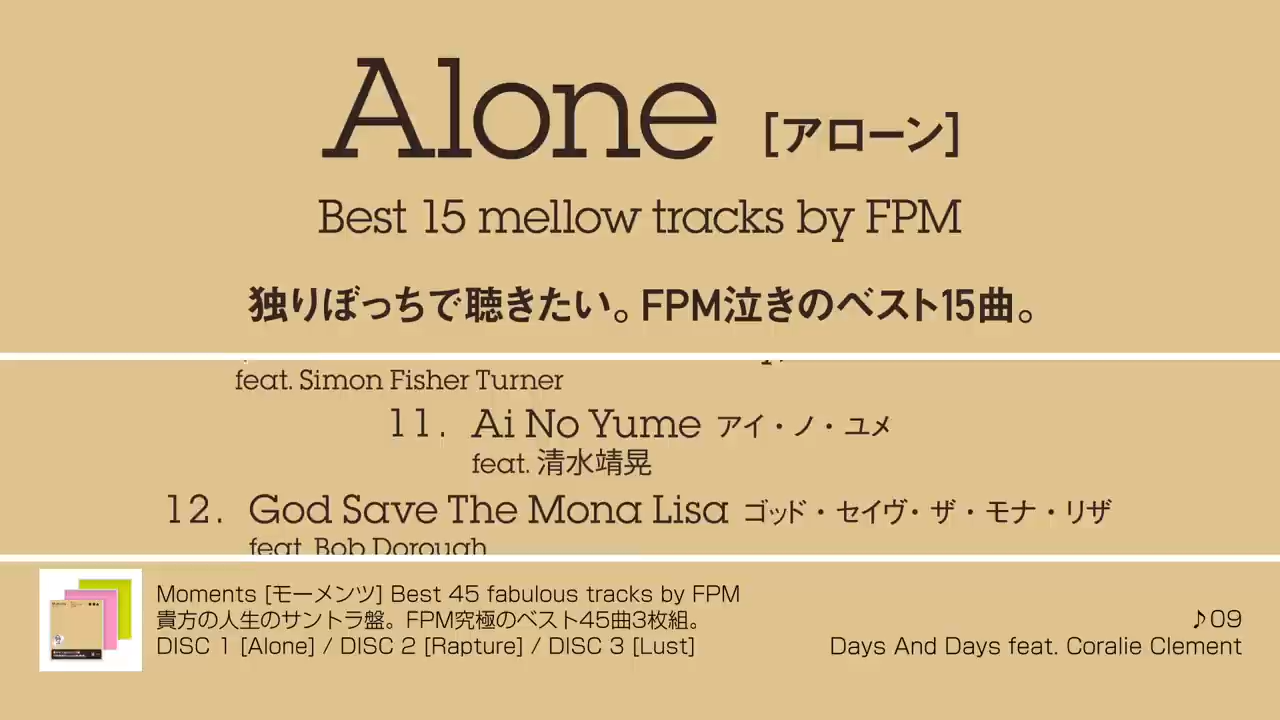 Alone [アローン]
Best 15 mellow tracks by FPM
独りぼっちで聴きたい。FPM泣きのベスト15曲。
feat. Simon Fisher Turner
11. Ai No Yume アイ・ノ・ユメ
feat. 清水靖晃
12. God Save The Mona Lisa ゴッド・セイヴ・ザ・モナ・リザ
feat. Bob Dorough
Moments [モーメンツ] Best 45 fabulous tracks by FPM
貴方の人生のサントラ盤。FPM究極のベスト45曲3枚組。
DISC 1 [Alone] / DISC 2 [Rapture] / DISC 3 [Lust]
♪09
Days And Days feat. Coralie Clement